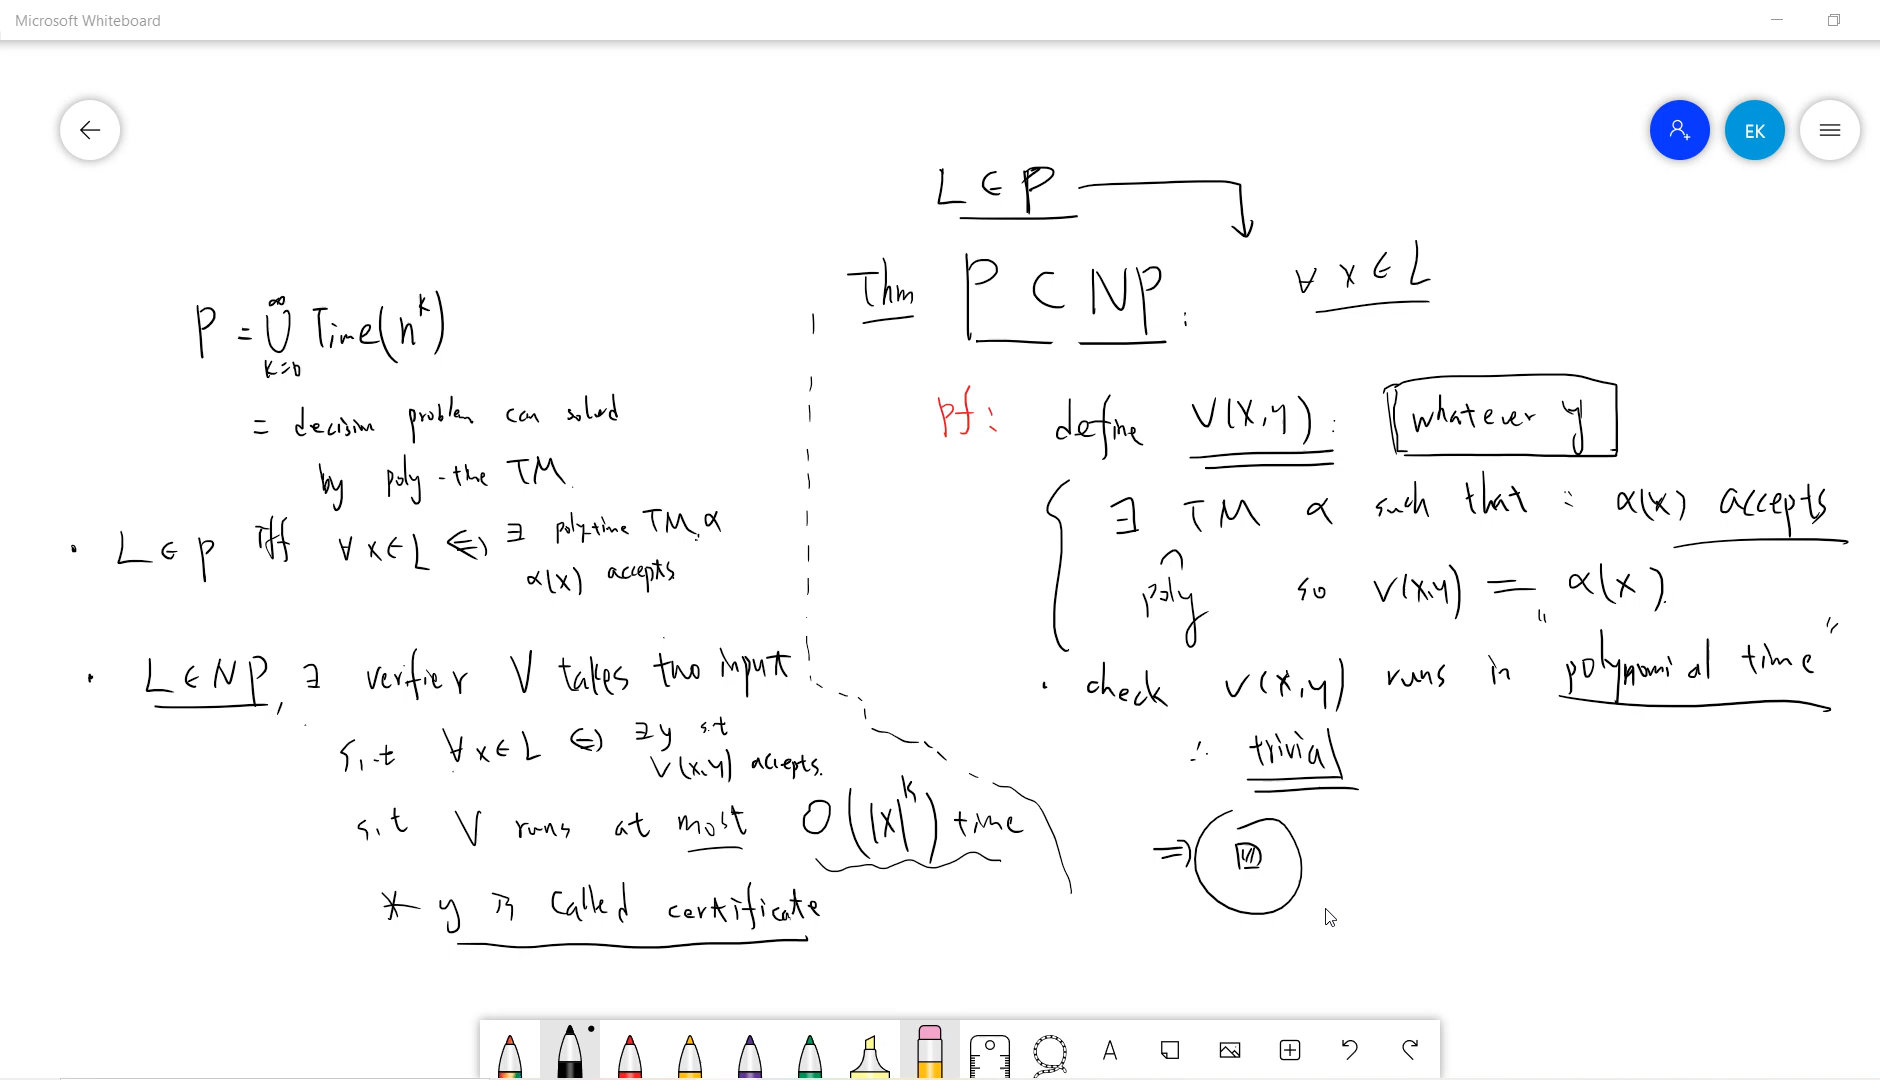 Microsoft Whiteboard
EK
P = ∞∪k=0 Time(n^k)
= decision problem can solved
by poly-time TM.
• L ∈ P iff ∀ x ∈ L ⇔ ∃ poly-time TM, α
α(x) accepts
• L ∈ NP, ∃ verifier V takes two input
s.t ∀ x ∈ L ⇔ ∃ y s.t
V(x,y) accepts.
s.t V runs at most O(|x|^k) time
* y is called certificate
L ∈ P
Thm P ⊂ NP : ∀ x ∈ L
pf: define V(x,y) : whatever y
∃ TM α such that : α(x) accepts
poly so V(x,y) = α(x).
• check V(x,y) runs in "polynomial time"
∴ trivial
⇒
A